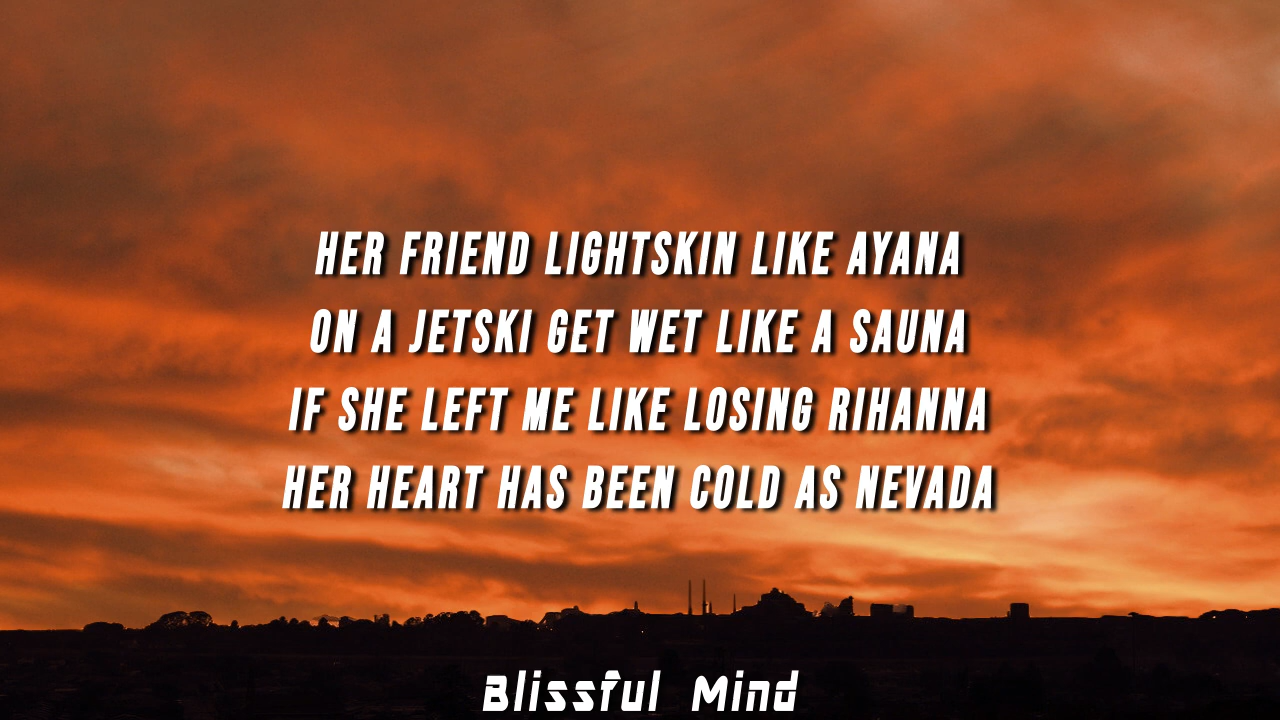 HER FRIEND LIGHTSKIN LIKE AYANA
ON A JETSKI GET WET LIKE A SAUNA
IF SHE LEFT ME LIKE LOSING RIHANNA
HER HEART HAS BEEN COLD AS NEVADA
Blissful Mind